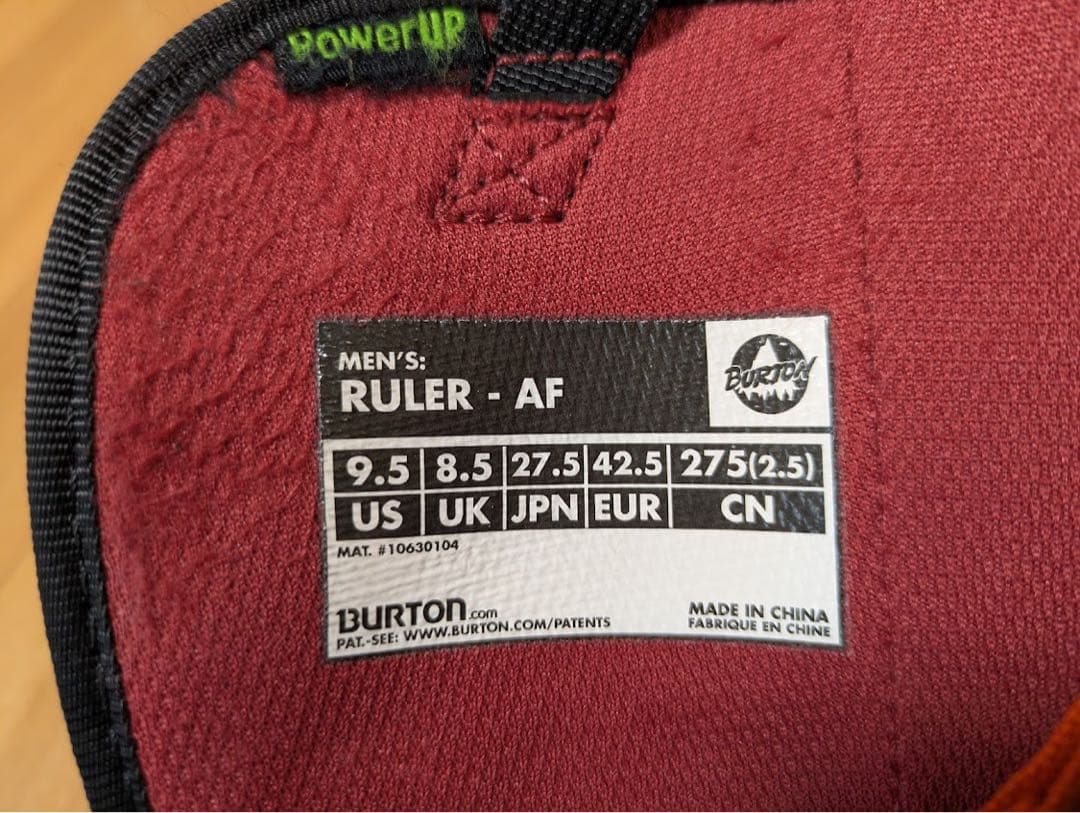 PowerUP
MEN'S:
RULER - AF
BURTON
9.5 8.5 27.5 42.5 275(2.5)
US UK JPN EUR CN
MAT. #10630104
BURTON.com
PAT.-SEE: WWW.BURTON.COM/PATENTS
MADE IN CHINA
FABRIQUE EN CHINE